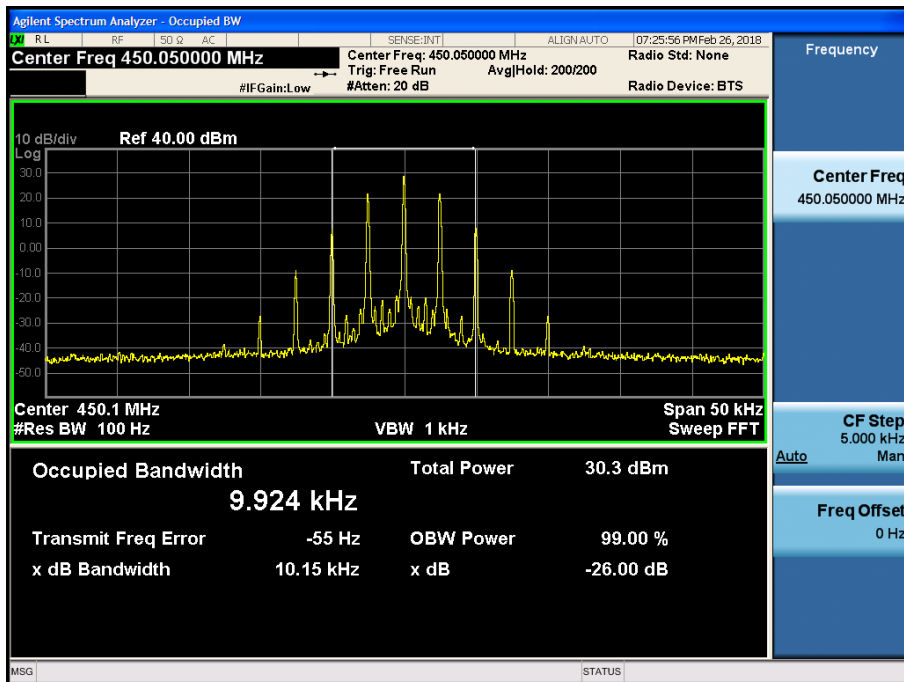 Agilent Spectrum Analyzer - Occupied BW
LXI RL RF 50 Ω AC SENSE:INT ALIGN AUTO 07:25:56 PM Feb 26, 2018
Center Freq 450.050000 MHz
Center Freq: 450.050000 MHz Radio Std: None
Trig: Free Run Avg|Hold: 200/200
#IFGain:Low #Atten: 20 dB Radio Device: BTS
10 dB/div Ref 40.00 dBm
Log
30.0
20.0
10.0
0.00
-10.0
-20.0
-30.0
-40.0
-50.0
Center 450.1 MHz Span 50 kHz
#Res BW 100 Hz VBW 1 kHz Sweep FFT
Occupied Bandwidth Total Power 30.3 dBm
9.924 kHz
Transmit Freq Error -55 Hz OBW Power 99.00 %
x dB Bandwidth 10.15 kHz x dB -26.00 dB
MSG STATUS
Frequency
Center Freq
450.050000 MHz
CF Step
5.000 kHz
Auto Man
Freq Offset
0 Hz